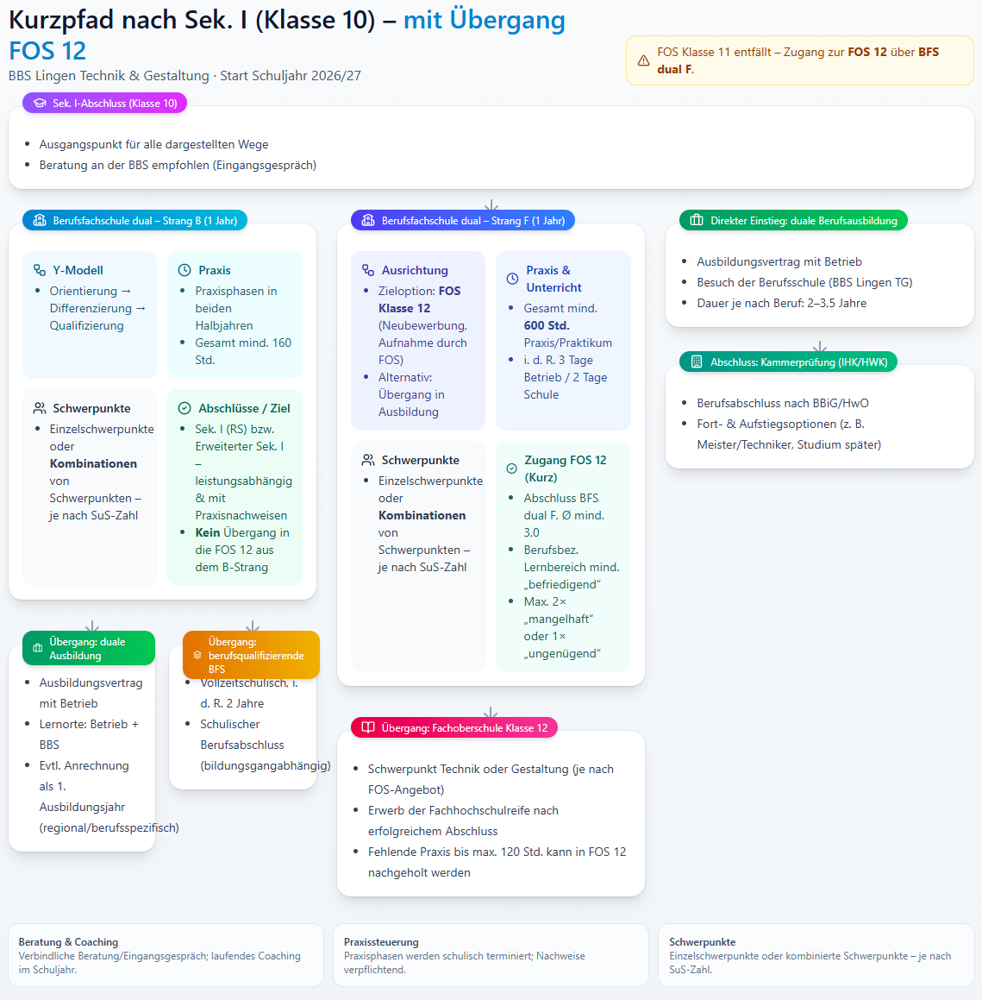 Kurzpfad nach Sek. I (Klasse 10) – mit Übergang
FOS 12
BBS Lingen Technik & Gestaltung · Start Schuljahr 2026/27
FOS Klasse 11 entfällt – Zugang zur FOS 12 über BFS
dual F.
Sek. I-Abschluss (Klasse 10)
• Ausgangspunkt für alle dargestellten Wege
• Beratung an der BBS empfohlen (Eingangsgespräch)
Berufsfachschule dual – Strang B (1 Jahr)
Y-Modell
• Orientierung →
Differenzierung →
Qualifizierung
Praxis
• Praxisphasen in
beiden
Halbjahren
• Gesamt mind. 160
Std.
Schwerpunkte
• Einzelschwerpunkte
oder
Kombinationen
von
Schwerpunkten –
je nach SuS-Zahl
Abschlüsse / Ziel
• Sek. I (RS) bzw.
Erweiterter Sek. I
–
leistungsabhängig
& mit
Praxisnachweisen
• Kein Übergang in
die FOS 12 aus
dem B-Strang
Übergang: duale
Ausbildung
• Ausbildungsvertrag
mit Betrieb
• Lernorte: Betrieb +
BBS
• Evtl. Anrechnung
als 1.
Ausbildungsjahr
(regional/berufsspezifisch)
Übergang:
berufsqualifizierende
BFS
• Vollzeitschulisch, i.
d. R. 2 Jahre
• Schulischer
Berufsabschluss
(bildungsgangabhängig)
Berufsfachschule dual – Strang F (1 Jahr)
Ausrichtung
• Zieloption: FOS
Klasse 12
(Neubewerbung,
Aufnahme durch
FOS)
• Alternativ:
Übergang in
Ausbildung
Praxis &
Unterricht
• Gesamt mind.
600 Std.
Praxis/Praktikum
• i. d. R. 3 Tage
Betrieb / 2 Tage
Schule
Schwerpunkte
• Einzelschwerpunkte
oder
Kombinationen
von
Schwerpunkten –
je nach SuS-Zahl
Zugang FOS 12
(Kurz)
• Abschluss BFS
dual F, Ø mind.
3,0
• Berufsbez.
Lernbereich mind.
„befriedigend“
• Max. 2×
„mangelhaft“
oder 1×
„ungenügend“
Übergang: Fachoberschule Klasse 12
• Schwerpunkt Technik oder Gestaltung (je nach
FOS-Angebot)
• Erwerb der Fachhochschulreife nach
erfolgreichem Abschluss
• Fehlende Praxis bis max. 120 Std. kann in FOS 12
nachgeholt werden
Direkter Einstieg: duale Berufsausbildung
• Ausbildungsvertrag mit Betrieb
• Besuch der Berufsschule (BBS Lingen TG)
• Dauer je nach Beruf: 2–3,5 Jahre
Abschluss: Kammerprüfung (IHK/HWK)
• Berufsabschluss nach BBiG/HwO
• Fort- & Aufstiegsoptionen (z. B.
Meister/Techniker, Studium später)
Beratung & Coaching
Verbindliche Beratung/Eingangsgespräch; laufendes Coaching
im Schuljahr.
Praxissteuerung
Praxisphasen werden schulisch terminiert; Nachweise
verpflichtend.
Schwerpunkte
Einzelschwerpunkte oder kombinierte Schwerpunkte – je nach
SuS-Zahl.